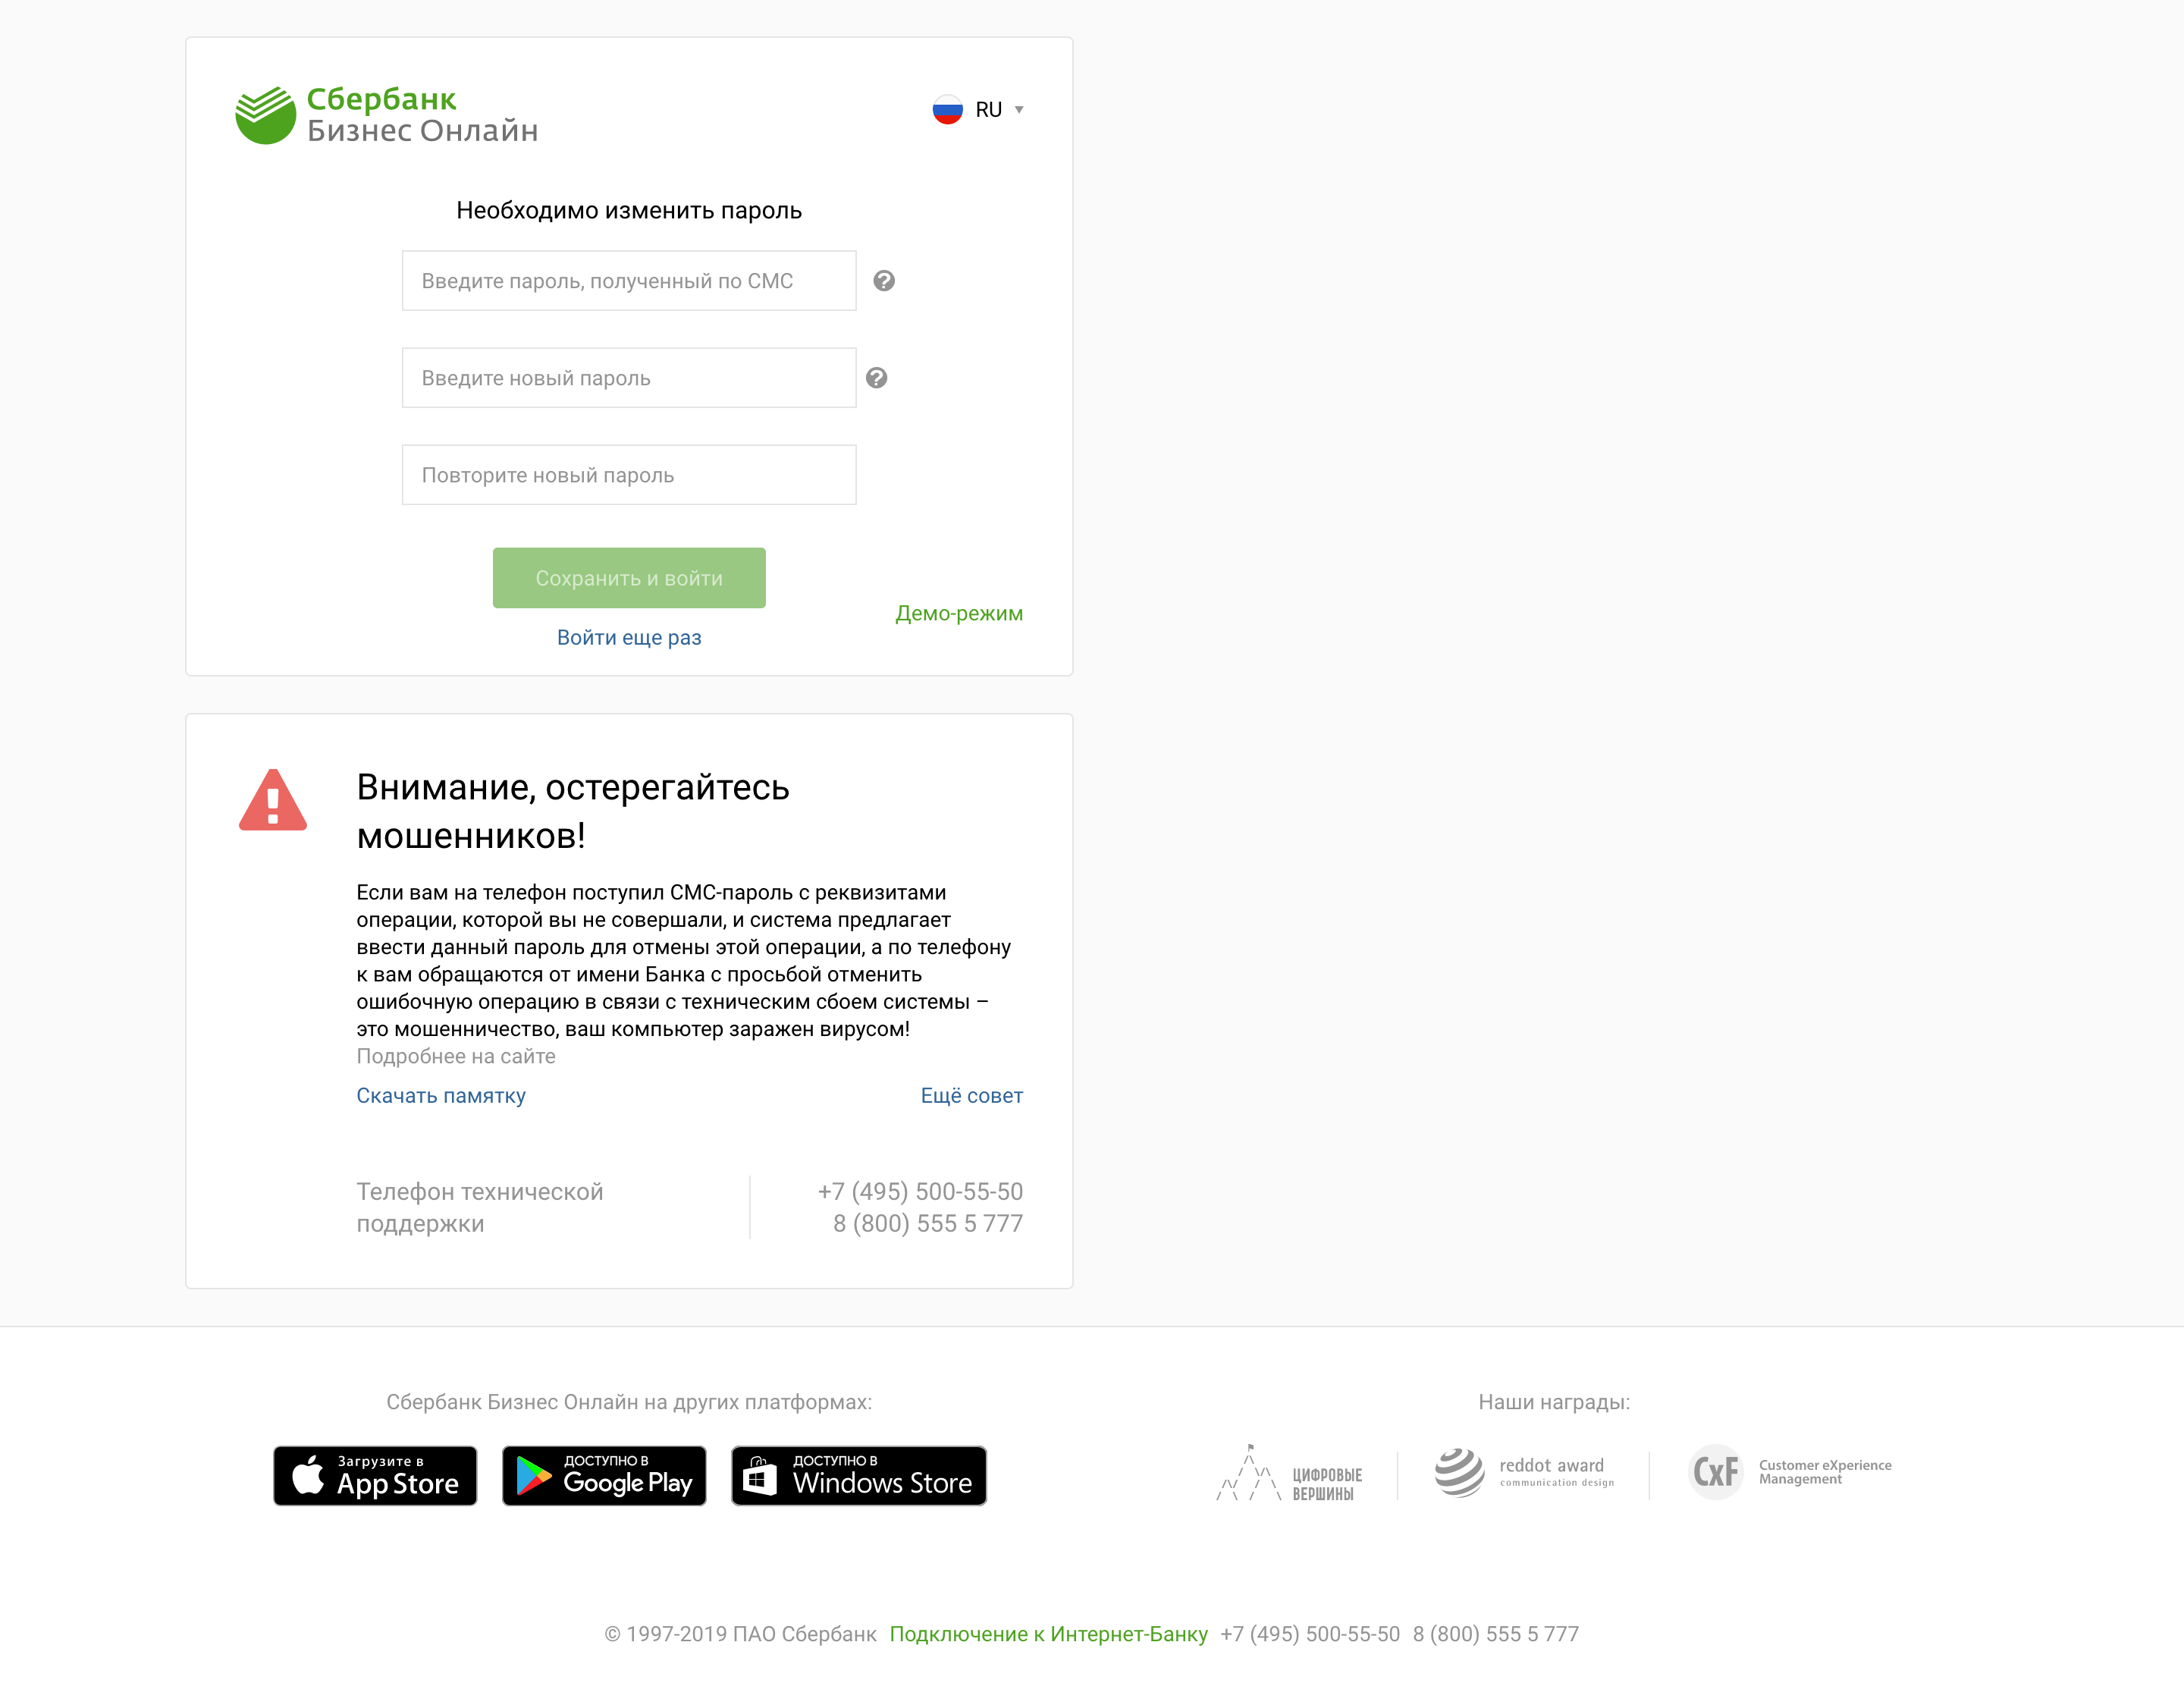 Сбербанк
Бизнес Онлайн
RU
Необходимо изменить пароль
Введите пароль, полученный по СМС
Введите новый пароль
Повторите новый пароль
Сохранить и войти
Демо-режим
Войти еще раз
Внимание, остерегайтесь
мошенников!
Если вам на телефон поступил СМС-пароль с реквизитами
операции, которой вы не совершали, и система предлагает
ввести данный пароль для отмены этой операции, а по телефону
к вам обращаются от имени Банка с просьбой отменить
ошибочную операцию в связи с техническим сбоем системы –
это мошенничество, ваш компьютер заражен вирусом!
Подробнее на сайте
Скачать памятку
Ещё совет
Телефон технической
поддержки
+7 (495) 500-55-50
8 (800) 555 5 777
Сбербанк Бизнес Онлайн на других платформах:
Загрузите в
App Store
ДОСТУПНО В
Google Play
ДОСТУПНО В
Windows Store
Наши награды:
ЦИФРОВЫЕ
ВЕРШИНЫ
reddot award
communication design
CxF
Customer eXperience
Management
© 1997-2019 ПАО Сбербанк Подключение к Интернет-Банку +7 (495) 500-55-50 8 (800) 555 5 777